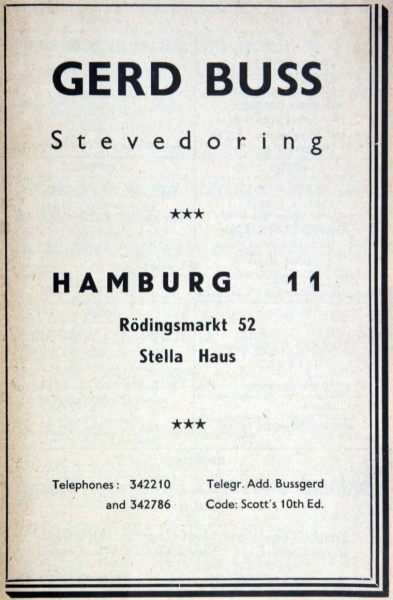 GERD BUSS
Stevedoring
★★★
HAMBURG 11
Rödingsmarkt 52
Stella Haus
★★★
Telephones: 342210 Telegr. Add. Bussgerd
and 342786 Code: Scott's 10th Ed.